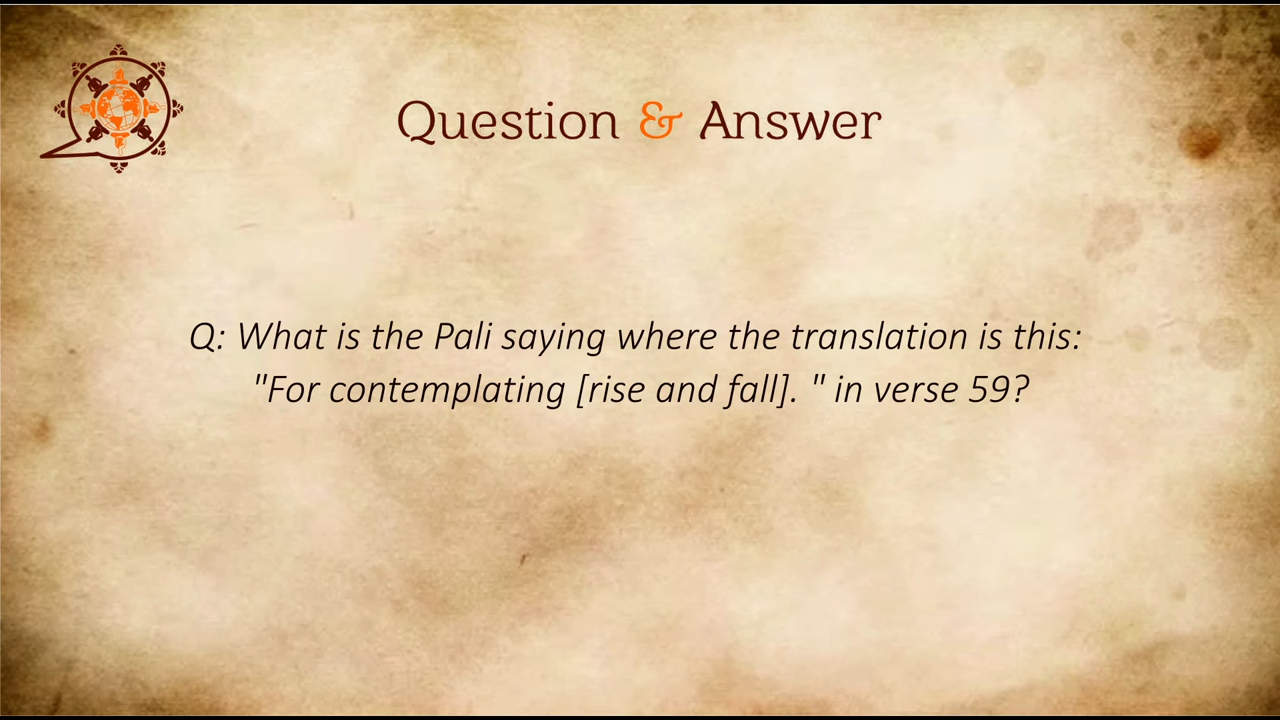 Question & Answer
Q: What is the Pali saying where the translation is this:
"For contemplating [rise and fall]. " in verse 59?